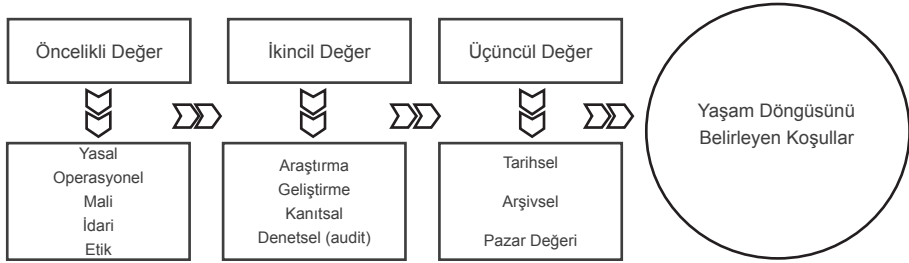 Öncelikli Değer
Yasal
Operasyonel
Mali
İdari
Etik
İkincil Değer
Araştırma
Geliştirme
Kanıtsal
Denetsel (audit)
Üçüncül Değer
Tarihsel
Arşivsel
Pazar Değeri
Yaşam Döngüsünü
Belirleyen Koşullar